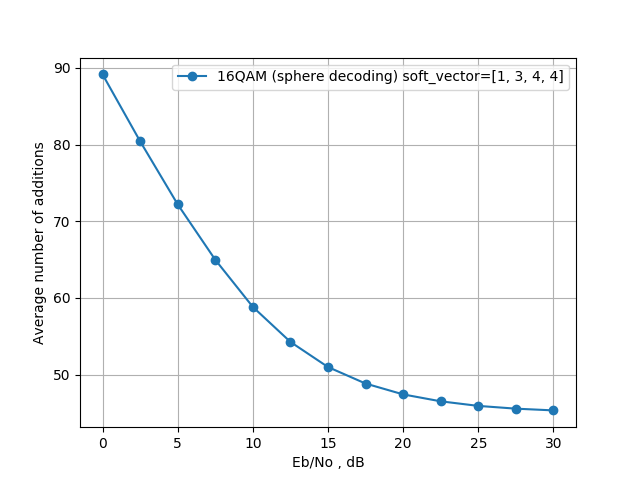 16QAM (sphere decoding) soft_vector=[1, 3, 4, 4]
90
80
70
60
50
Average number of additions
0 5 10 15 20 25 30
Eb/No , dB